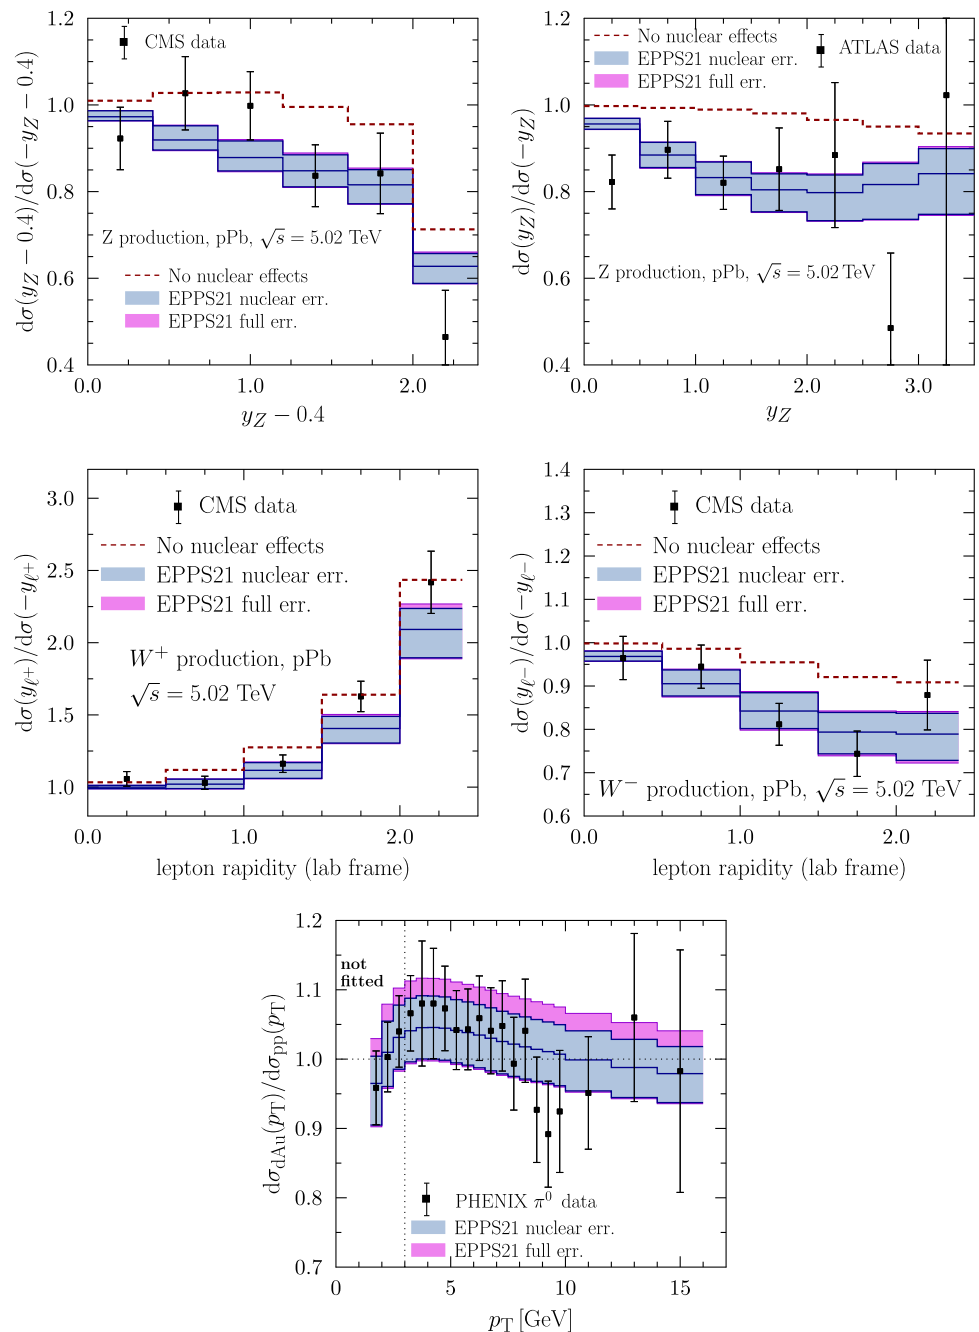 1.2
1.0
0.8
0.6
0.4
0.0
1.0
2.0
dσ(y_Z − 0.4)/dσ(−y_Z − 0.4)
y_Z − 0.4
CMS data
Z production, pPb, √s = 5.02 TeV
No nuclear effects
EPPS21 nuclear err.
EPPS21 full err.
1.2
1.0
0.8
0.6
0.4
0.0
1.0
2.0
3.0
dσ(y_Z)/dσ(−y_Z)
y_Z
No nuclear effects
EPPS21 nuclear err.
EPPS21 full err.
ATLAS data
Z production, pPb, √s = 5.02 TeV
3.0
2.5
2.0
1.5
1.0
0.0
1.0
2.0
dσ(y_ℓ+)/dσ(−y_ℓ+)
lepton rapidity (lab frame)
CMS data
No nuclear effects
EPPS21 nuclear err.
EPPS21 full err.
W⁺ production, pPb
√s = 5.02 TeV
1.4
1.3
1.2
1.1
1.0
0.9
0.8
0.7
0.6
0.0
1.0
2.0
dσ(y_ℓ−)/dσ(−y_ℓ−)
lepton rapidity (lab frame)
CMS data
No nuclear effects
EPPS21 nuclear err.
EPPS21 full err.
W⁻ production, pPb, √s = 5.02 TeV
1.2
1.1
1.0
0.9
0.8
0.7
0
5
10
15
dσ_dAu(p_T)/dσ_pp(p_T)
p_T [GeV]
not
fitted
PHENIX π⁰ data
EPPS21 nuclear err.
EPPS21 full err.